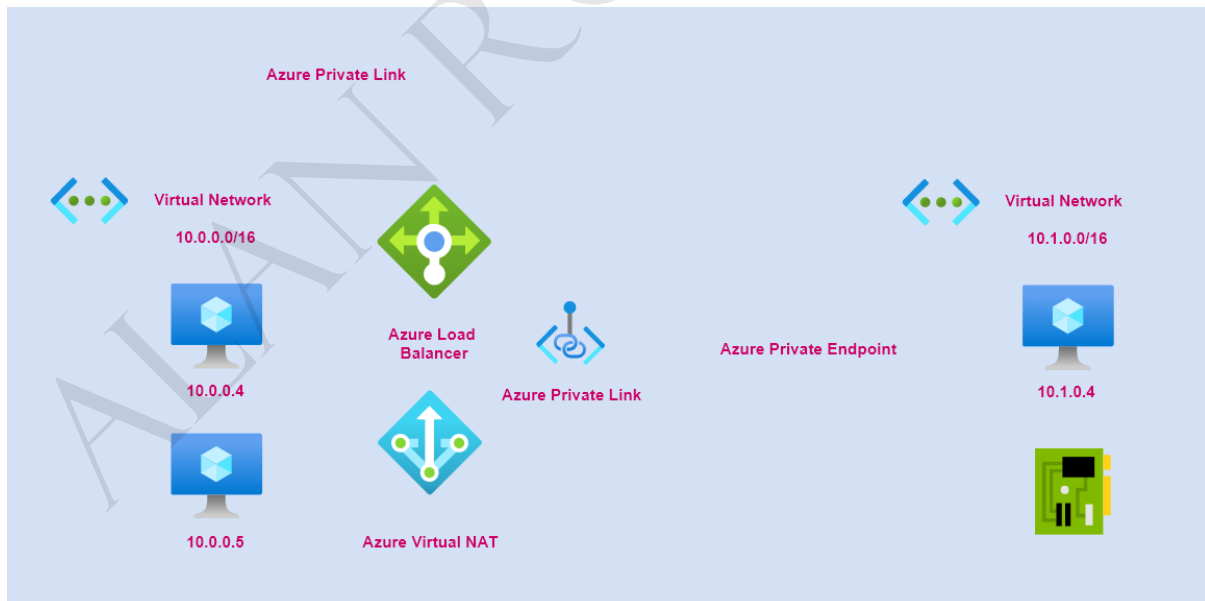 Azure Private Link
Virtual Network
10.0.0.0/16
10.0.0.4
10.0.0.5
Azure Load
Balancer
Azure Virtual NAT
Azure Private Link
Azure Private Endpoint
Virtual Network
10.1.0.0/16
10.1.0.4
ALANR